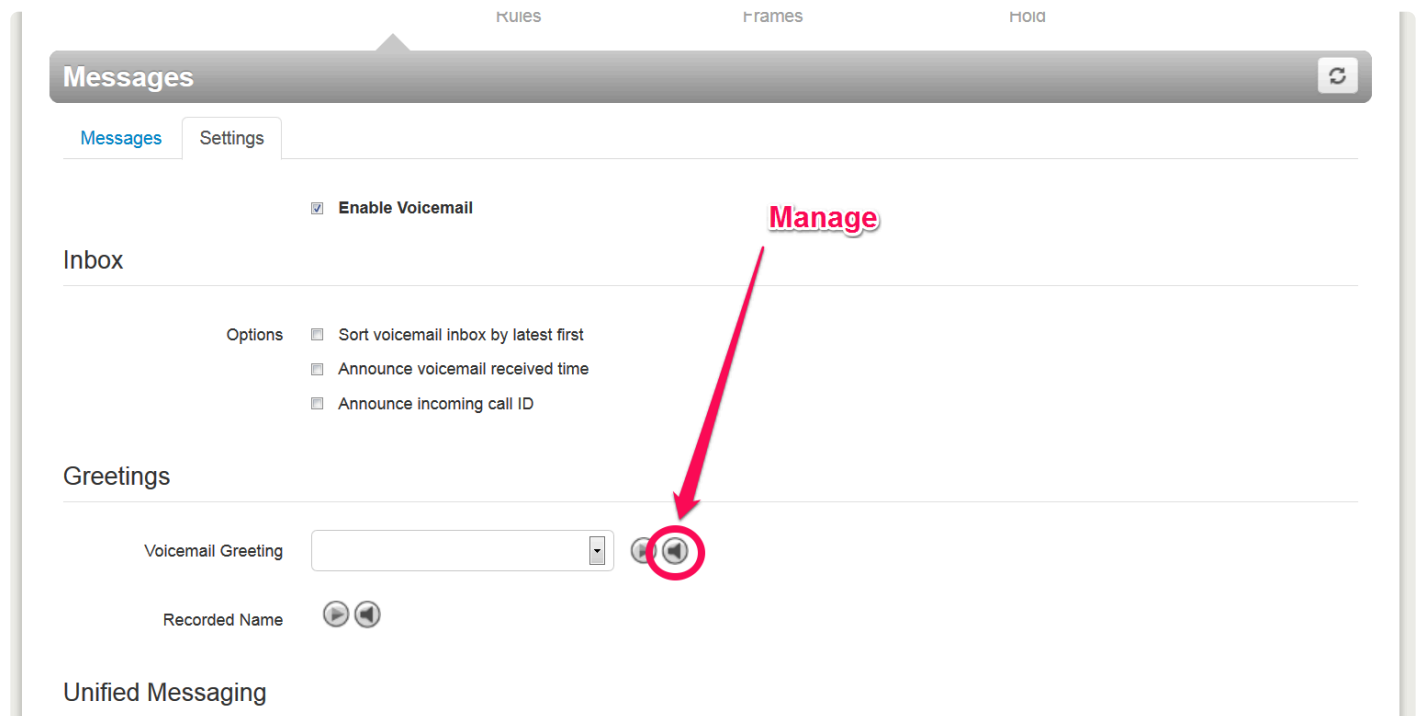 Rules Frames Hold
Messages
Messages Settings
Enable Voicemail
Manage
Inbox
Options Sort voicemail inbox by latest first
Announce voicemail received time
Announce incoming call ID
Greetings
Voicemail Greeting
Recorded Name
Unified Messaging